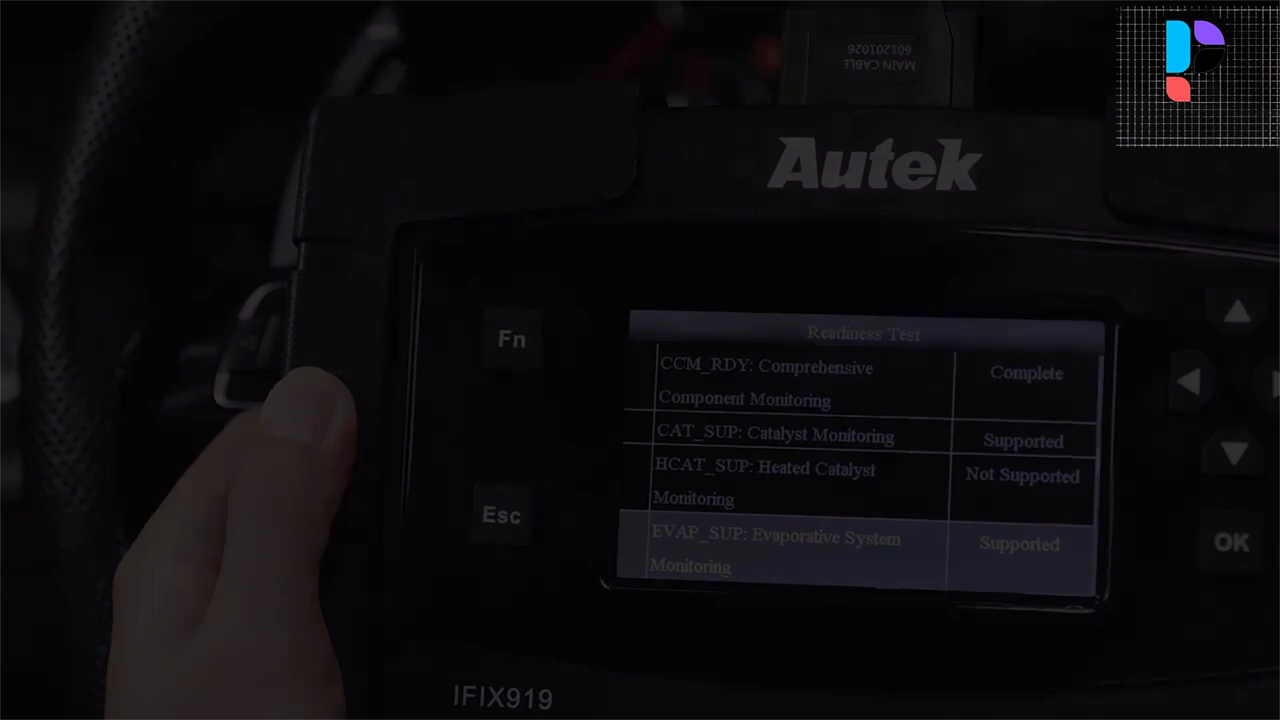 601201026
MAIN CABLE
Autek
Fn
Readiness Test
CCM_RDY: Comprehensive
Component Monitoring
Complete
CAT_SUP: Catalyst Monitoring
Supported
HCAT_SUP: Heated Catalyst
Monitoring
Not Supported
EVAP_SUP: Evaporative System
Monitoring
Supported
Esc
OK
IFIX919